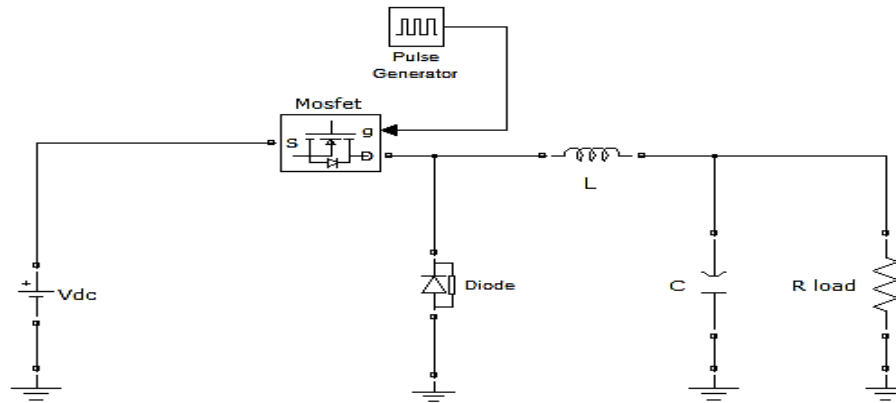 Pulse
Generator
Mosfet
g
S
D
L
+
Vdc
Diode
C
R load